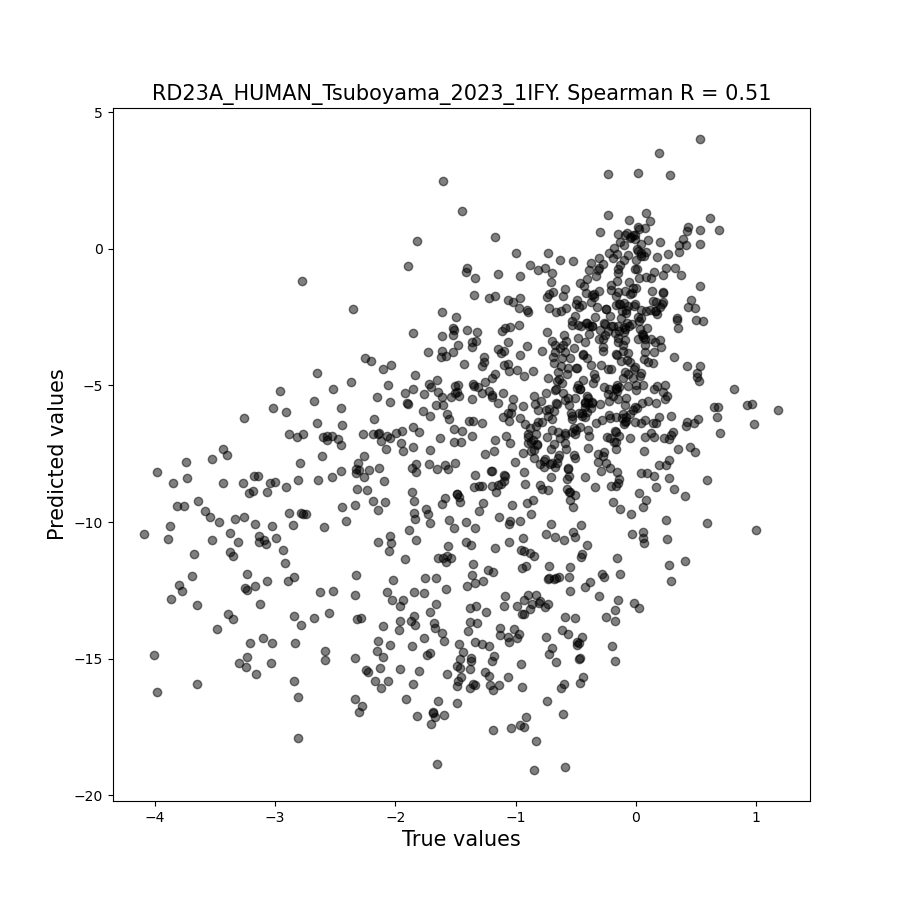 RD23A_HUMAN_Tsuboyama_2023_1IFY. Spearman R = 0.51
5
0
−5
−10
−15
−20
Predicted values
−4 −3 −2 −1 0 1
True values